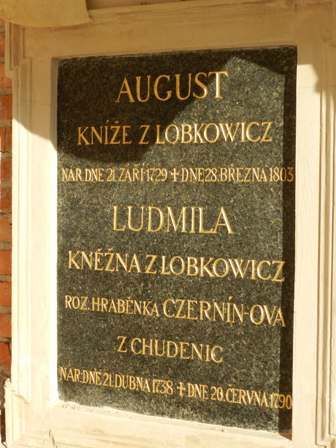 AUGUST
KNÍŽE Z LOBKOWICZ
NAR. DNE 21. ZÁŘÍ 1729 ✝ DNE 28. BŘEZNA 1803
LUDMILA
KNĚŽNA Z LOBKOWICZ
ROZ. HRABĚNKA CZERNÍN-OVA
Z CHUDENIC
NAR. DNE 21. DUBNA 1738 ✝ DNE 20. ČERVNA 1790